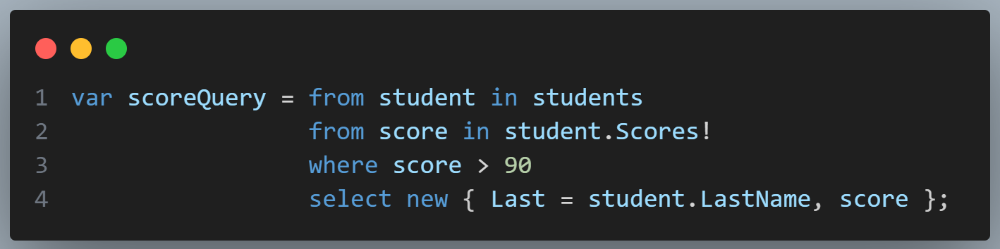 1 var scoreQuery = from student in students
2                  from score in student.Scores!
3                  where score > 90
4                  select new { Last = student.LastName, score };